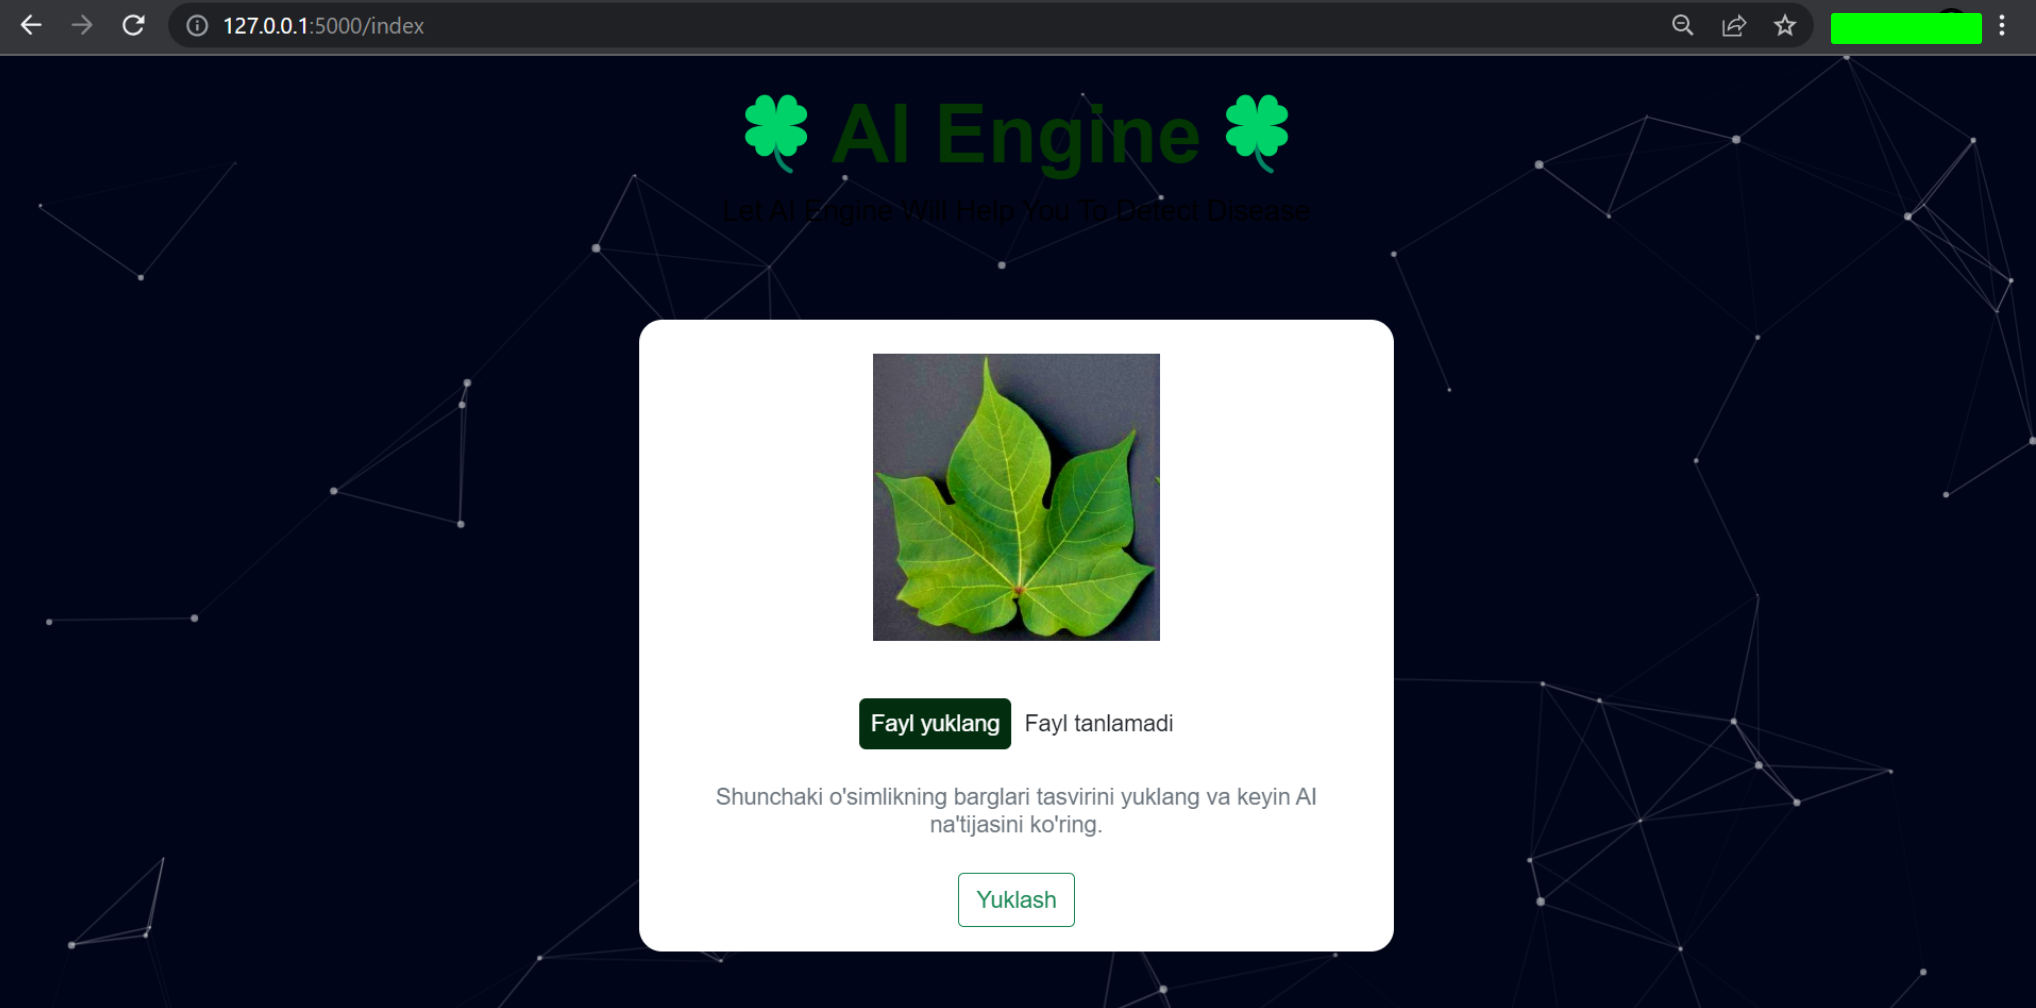 127.0.0.1:5000/index
AI Engine
Let AI Engine Will Help You To Detect Disease
Fayl yuklang Fayl tanlamadi
Shunchaki o'simlikning barglari tasvirini yuklang va keyin AI
na'tijasini ko'ring.
Yuklash